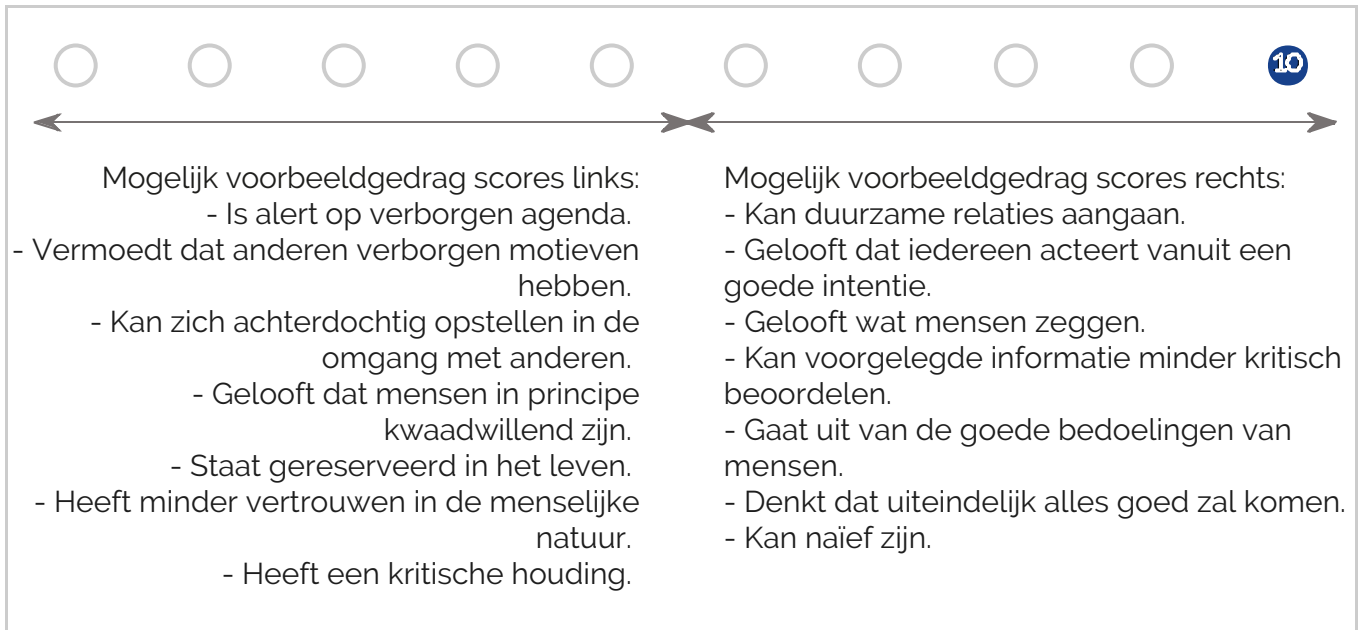 10
Mogelijk voorbeeldgedrag scores links:
- Is alert op verborgen agenda.
- Vermoedt dat anderen verborgen motieven
hebben.
- Kan zich achterdochtig opstellen in de
omgang met anderen.
- Gelooft dat mensen in principe
kwaadwillend zijn.
- Staat gereserveerd in het leven.
- Heeft minder vertrouwen in de menselijke
natuur.
- Heeft een kritische houding.
Mogelijk voorbeeldgedrag scores rechts:
- Kan duurzame relaties aangaan.
- Gelooft dat iedereen acteert vanuit een
goede intentie.
- Gelooft wat mensen zeggen.
- Kan voorgelegde informatie minder kritisch
beoordelen.
- Gaat uit van de goede bedoelingen van
mensen.
- Denkt dat uiteindelijk alles goed zal komen.
- Kan naïef zijn.